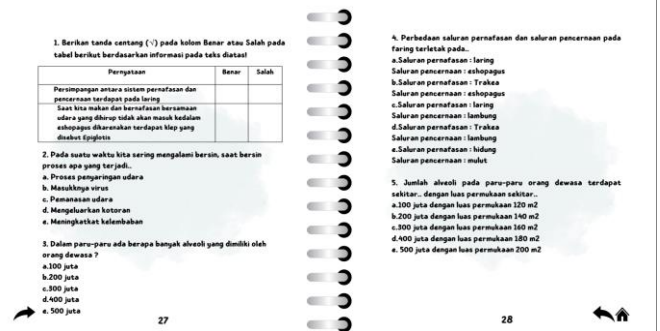 1. Berikan tanda centang (√) pada kolom Benar atau Salah pada
tabel berikut berdasarkan informasi pada teks diatas!
Pernyataan Benar Salah
Persimpangan antara sistem pernafasan dan
pencernaan terdapat pada laring
Saat kita makan dan bernafasan bersamaan
udara yang dihirup tidak akan masuk kedalam
eshopagus dikarenakan terdapat klep yang
disebut Epiglotis
2. Pada suatu waktu kita sering mengalami bersin, saat bersin
proses apa yang terjadi..
a. Proses penyaringan udara
b. Masukknya virus
c. Pemanasan udara
d. Mengeluarkan kotoran
e. Meningkatkat kelembaban
3. Dalam paru-paru ada berapa banyak alveoli yang dimiliki oleh
orang dewasa ?
a.100 juta
b.200 juta
c.300 juta
d.400 juta
e. 500 juta
27
4. Perbedaan saluran pernafasan dan saluran pencernaan pada
faring terletak pada..
a.Saluran pernafasan : laring
Saluran pencernaan : eshopagus
b.Saluran pernafasan : Trakea
Saluran pencernaan : eshopagus
c.Saluran pernafasan : laring
Saluran pencernaan : lambung
d.Saluran pernafasan : Trakea
Saluran pencernaan : lambung
e.Saluran pernafasan : hidung
Saluran pencernaan : mulut
5. Jumlah alveoli pada paru-paru orang dewasa terdapat
sekitar.. dengan luas permukaan sekitar..
a.100 juta dengan luas permukaan 120 m2
b.200 juta dengan luas permukaan 140 m2
c.300 juta dengan luas permukaan 160 m2
d.400 juta dengan luas permukaan 180 m2
e. 500 juta dengan luas permukaan 200 m2
28